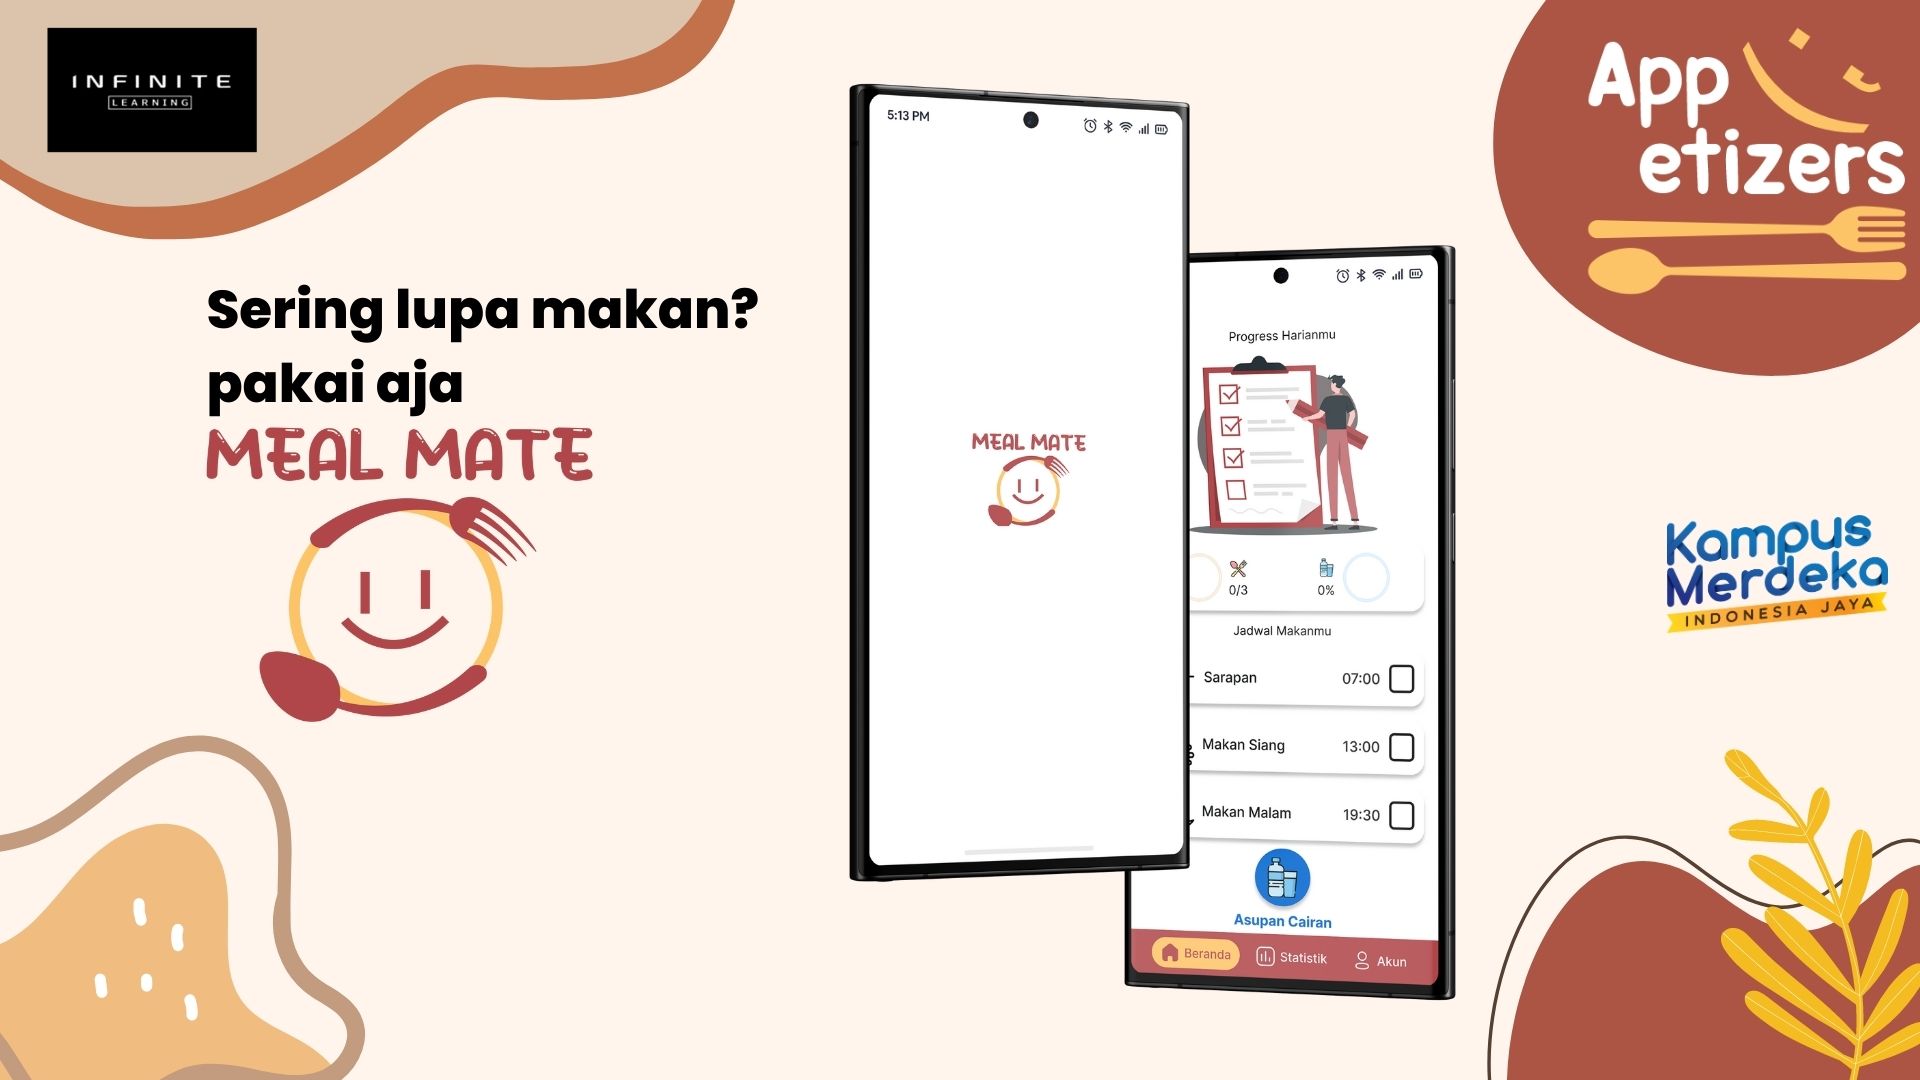 INFINITE
LEARNING
Sering lupa makan?
pakai aja
MEAL MATE
5:13 PM
MEAL MATE
Progress Harianmu
0/3
0%
Jadwal Makanmu
Sarapan 07:00
Makan Siang 13:00
Makan Malam 19:30
Asupan Cairan
Beranda Statistik Akun
App
etizers
Kampus
Merdeka
INDONESIA JAYA